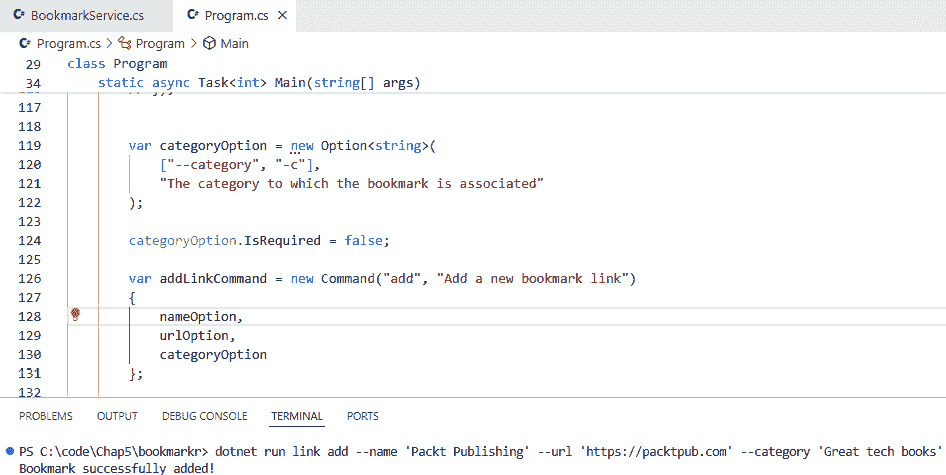 C# BookmarkService.cs C# Program.cs ×
C# Program.cs > Program > Main
29 class Program
34 static async Task<int> Main(string[] args)
117
118
119 var categoryOption = new Option<string>(
120 ["--category", "-c"],
121 "The category to which the bookmark is associated"
122 );
123
124 categoryOption.IsRequired = false;
125
126 var addLinkCommand = new Command("add", "Add a new bookmark link")
127 {
128 nameOption,
129 urlOption,
130 categoryOption
131 };
132
PROBLEMS OUTPUT DEBUG CONSOLE TERMINAL PORTS
PS C:\code\Chap5\bookmarkr> dotnet run link add --name 'Packt Publishing' --url 'https://packtpub.com' --category 'Great tech books'
Bookmark successfully added!